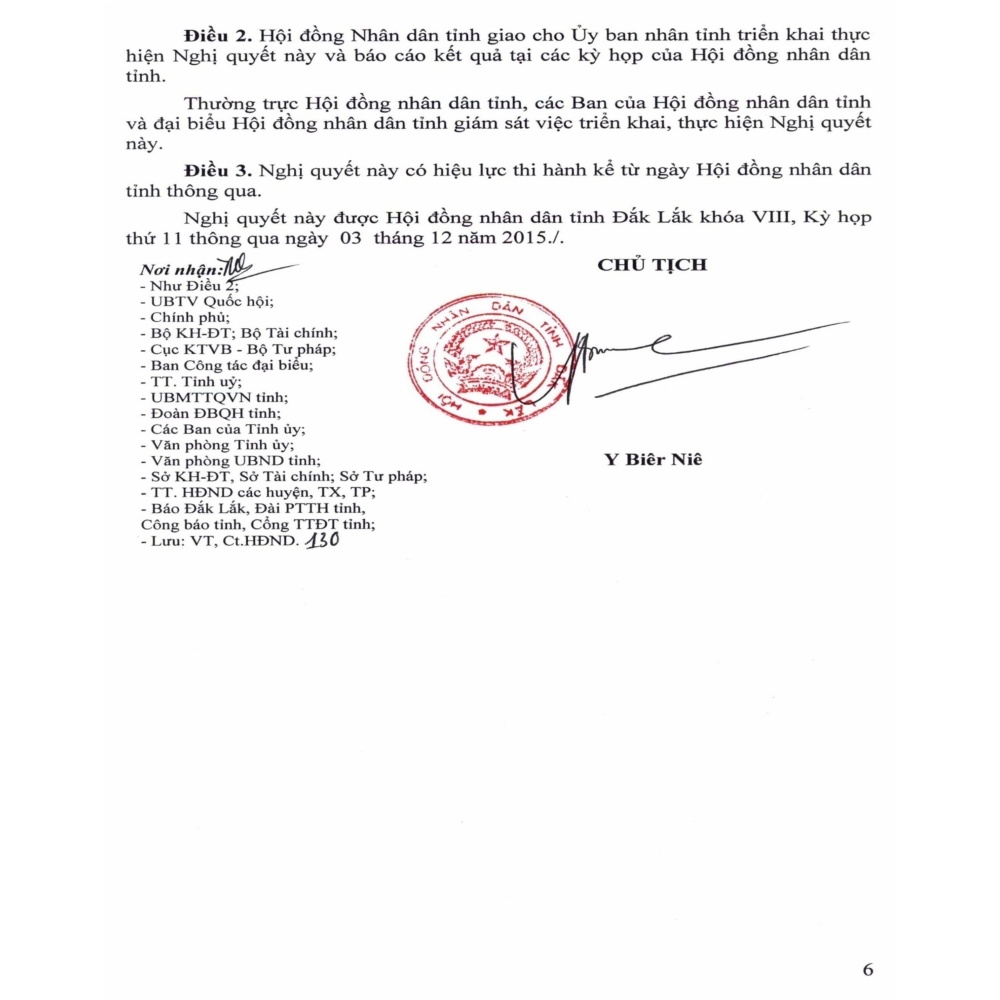 Điều 2. Hội đồng Nhân dân tỉnh giao cho Ủy ban nhân tỉnh triển khai thực
hiện Nghị quyết này và báo cáo kết quả tại các kỳ họp của Hội đồng nhân dân
tỉnh.
Thường trực Hội đồng nhân dân tỉnh, các Ban của Hội đồng nhân dân tỉnh
và đại biểu Hội đồng nhân dân tỉnh giám sát việc triển khai, thực hiện Nghị quyết
này.
Điều 3. Nghị quyết này có hiệu lực thi hành kể từ ngày Hội đồng nhân dân
tỉnh thông qua.
Nghị quyết này được Hội đồng nhân dân tỉnh Đắk Lắk khóa VIII, Kỳ họp
thứ 11 thông qua ngày 03 tháng 12 năm 2015./.
Nơi nhận:
- Như Điều 2;
- UBTV Quốc hội;
- Chính phủ;
- Bộ KH-ĐT; Bộ Tài chính;
- Cục KTVB - Bộ Tư pháp;
- Ban Công tác đại biểu;
- TT. Tỉnh uỷ;
- UBMTTQVN tỉnh;
- Đoàn ĐBQH tỉnh;
- Các Ban của Tỉnh ủy;
- Văn phòng Tỉnh ủy;
- Văn phòng UBND tỉnh;
- Sở KH-ĐT, Sở Tài chính; Sở Tư pháp;
- TT. HĐND các huyện, TX, TP;
- Báo Đắk Lắk, Đài PTTH tỉnh,
Công báo tỉnh, Cổng TTĐT tỉnh;
- Lưu: VT, Ct.HĐND. 130
CHỦ TỊCH
HỘI ĐỒNG NHÂN DÂN TỈNH
Y Biêr Niê
6